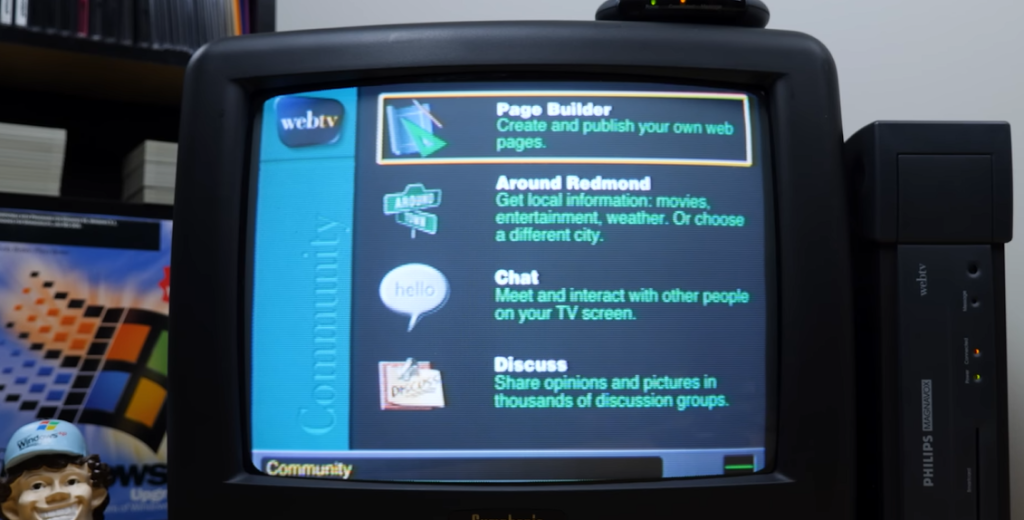 webtv
Community
Page Builder
Create and publish your own web
pages.
AROUND
TOWN
Around Redmond
Get local information: movies,
entertainment, weather. Or choose
a different city.
hello
Chat
Meet and interact with other people
on your TV screen.
DISCUSS
Discuss
Share opinions and pictures in
thousands of discussion groups.
Community
webtv
PHILIPS MAGNAVOX
Windows